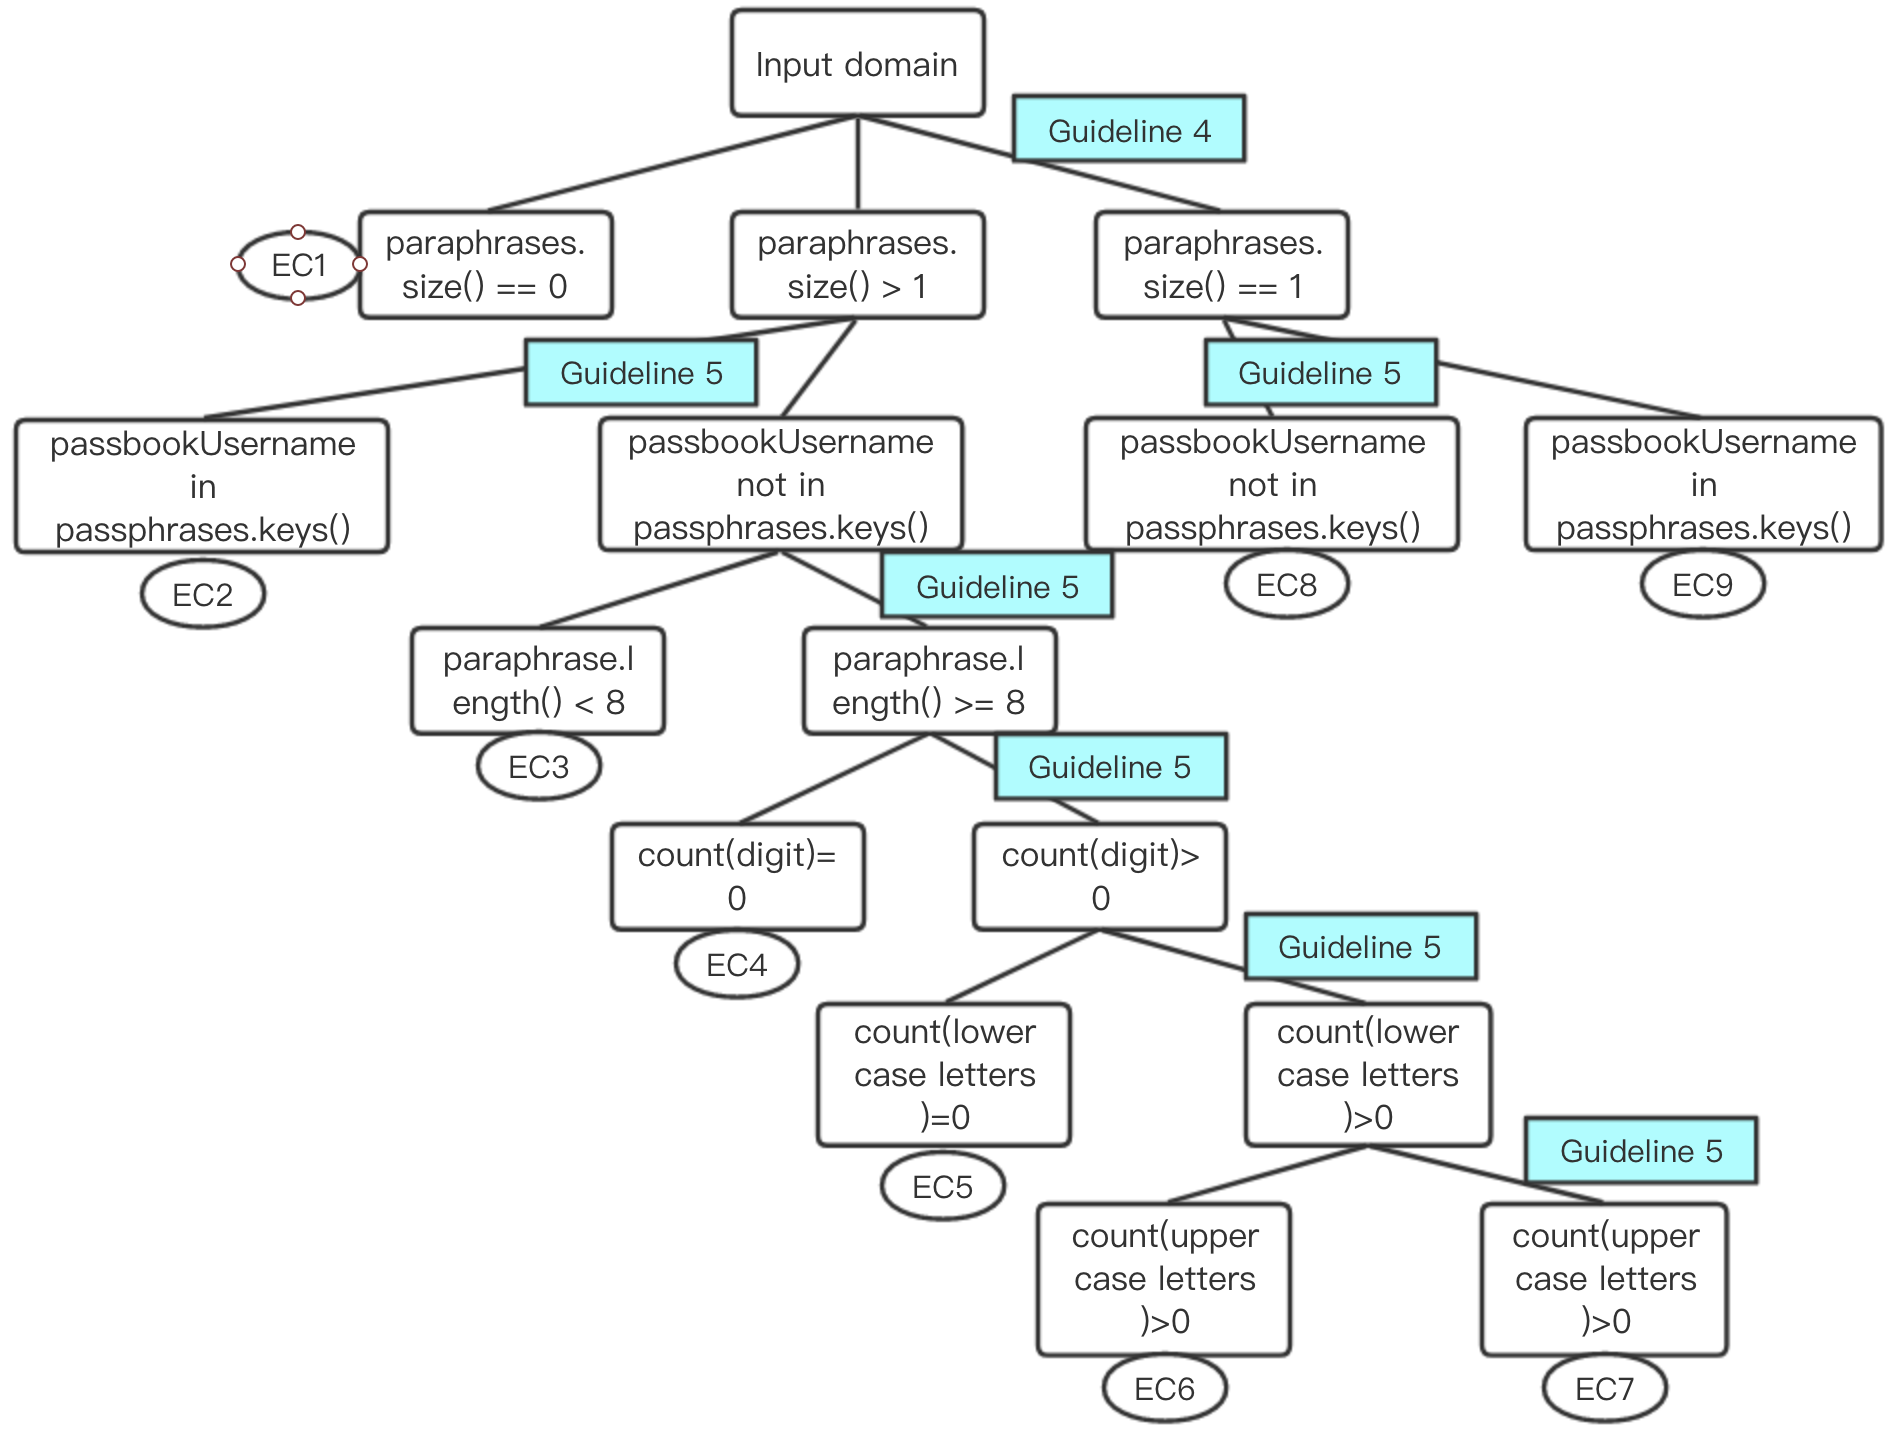 Input domain
Guideline 4
EC1
paraphrases.
size() == 0
paraphrases.
size() > 1
paraphrases.
size() == 1
Guideline 5
Guideline 5
passbookUsername
in
passphrases.keys()
EC2
passbookUsername
not in
passphrases.keys()
passbookUsername
not in
passphrases.keys()
EC8
passbookUsername
in
passphrases.keys()
EC9
Guideline 5
paraphrase.l
ength() < 8
EC3
paraphrase.l
ength() >= 8
Guideline 5
count(digit)=
0
EC4
count(digit)>
0
Guideline 5
count(lower
case letters
)=0
EC5
count(lower
case letters
)>0
Guideline 5
count(upper
case letters
)>0
EC6
count(upper
case letters
)>0
EC7